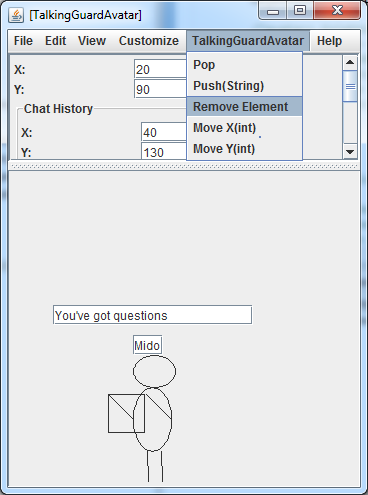 [TalkingGuardAvatar]
File Edit View Customize TalkingGuardAvatar Help
X: 20
Y: 90
Chat History
X: 40
Y: 130
Pop
Push(String)
Remove Element
Move X(int)
Move Y(int)
You've got questions
Mido